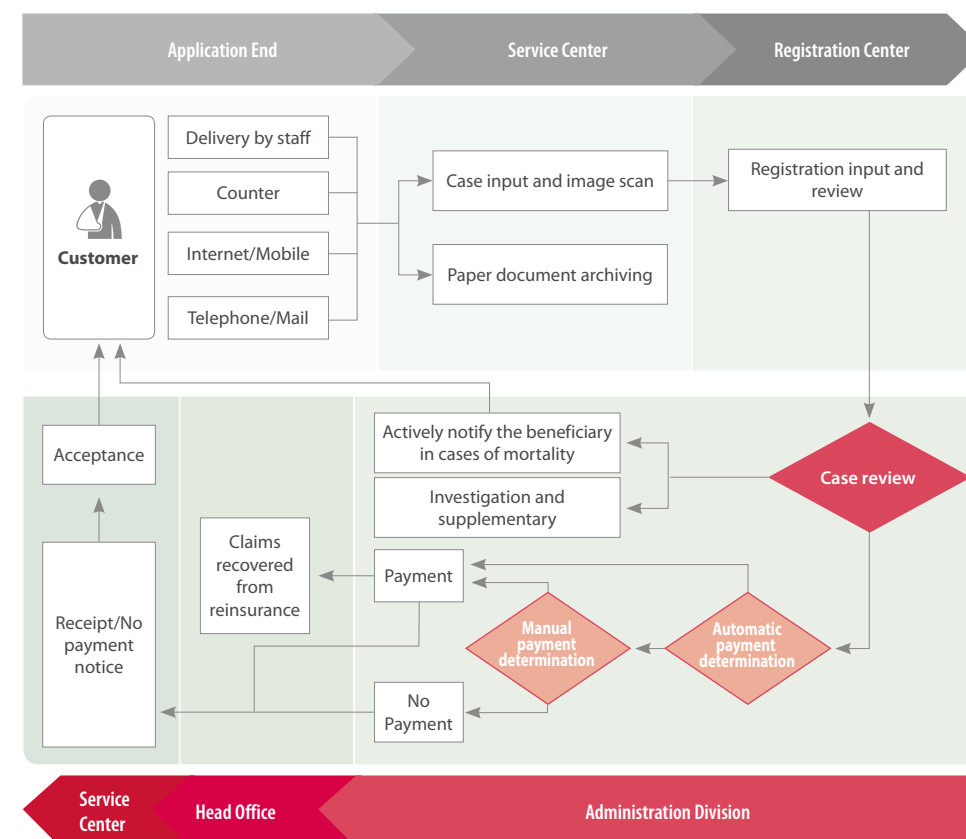 Application End
Service Center
Registration Center
Customer
Delivery by staff
Counter
Internet/Mobile
Telephone/Mail
Case input and image scan
Paper document archiving
Registration input and
review
Acceptance
Receipt/No
payment
notice
Claims
recovered
from
reinsurance
Actively notify the beneficiary
in cases of mortality
Investigation and
supplementary
Case review
Payment
Manual
payment
determination
Automatic
payment
determination
No
Payment
Service
Center
Head Office
Administration Division